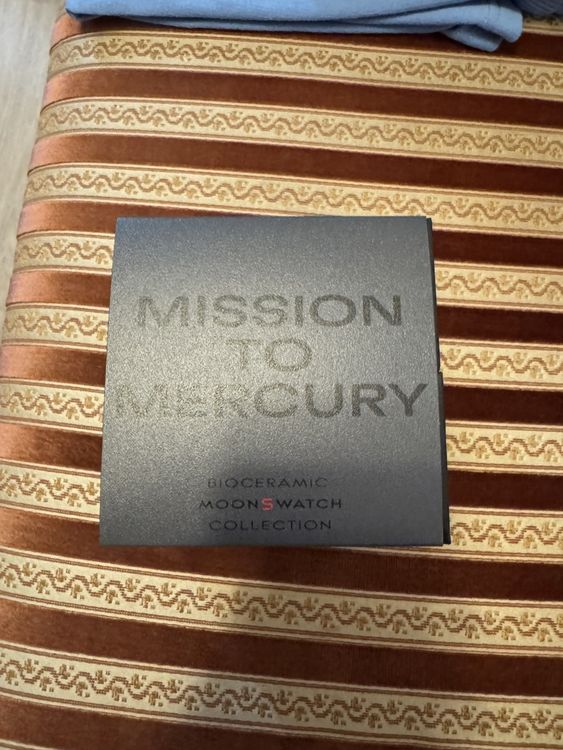 MISSION
TO
MERCURY
BIOCERAMIC
MOONSWATCH
COLLECTION